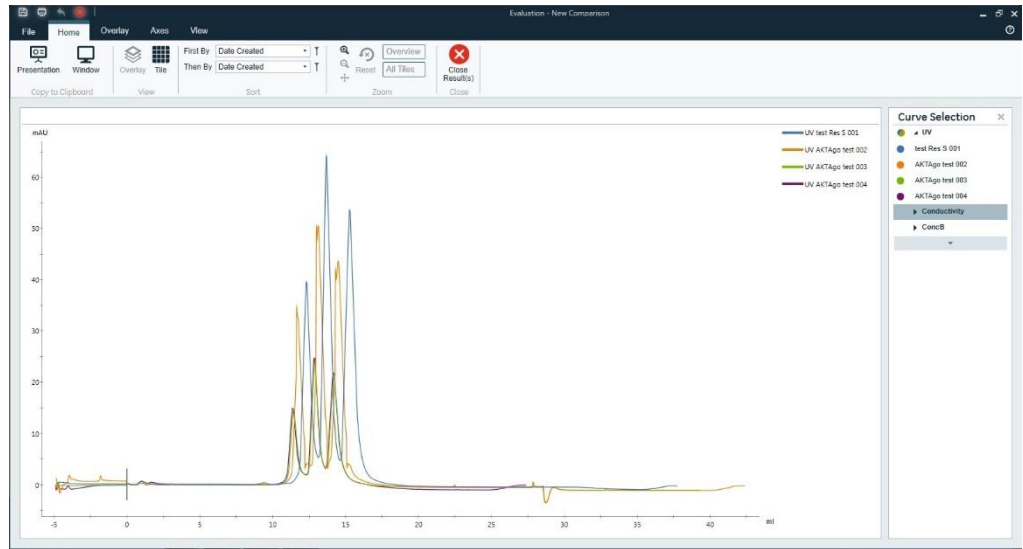 Evaluation - New Comparison
File Home Overlay Axes View
Presentation Window
Copy to Clipboard
Overlay Tile
View
First By Date Created
Then By Date Created
Sort
Reset Overview
All Tiles
Zoom
Close
Result(s)
Close
mAU
60
50
40
30
20
10
0
-5 0 5 10 15 20 25 30 35 40 ml
UV test Res S 001
UV AKTAgo test 002
UV AKTAgo test 003
UV AKTAgo test 004
Curve Selection
UV
test Res S 001
AKTAgo test 002
AKTAgo test 003
AKTAgo test 004
Conductivity
ConcB